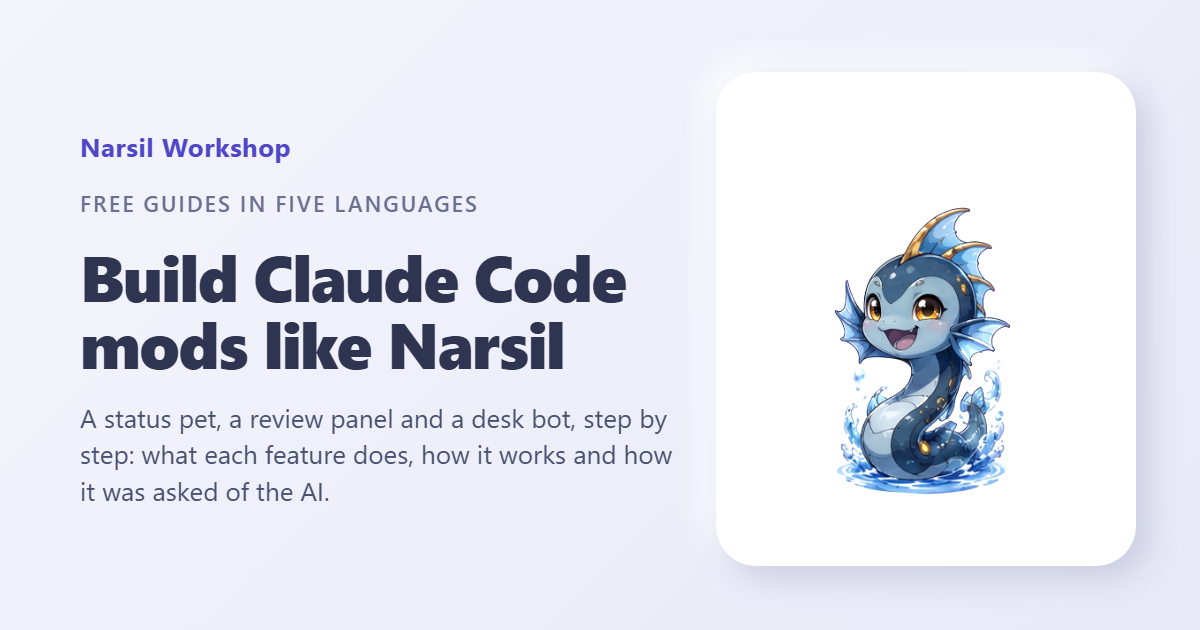 Narsil Workshop
FREE GUIDES IN FIVE LANGUAGES
Build Claude Code
mods like Narsil
A status pet, a review panel and a desk bot, step by
step: what each feature does, how it works and how
it was asked of the AI.